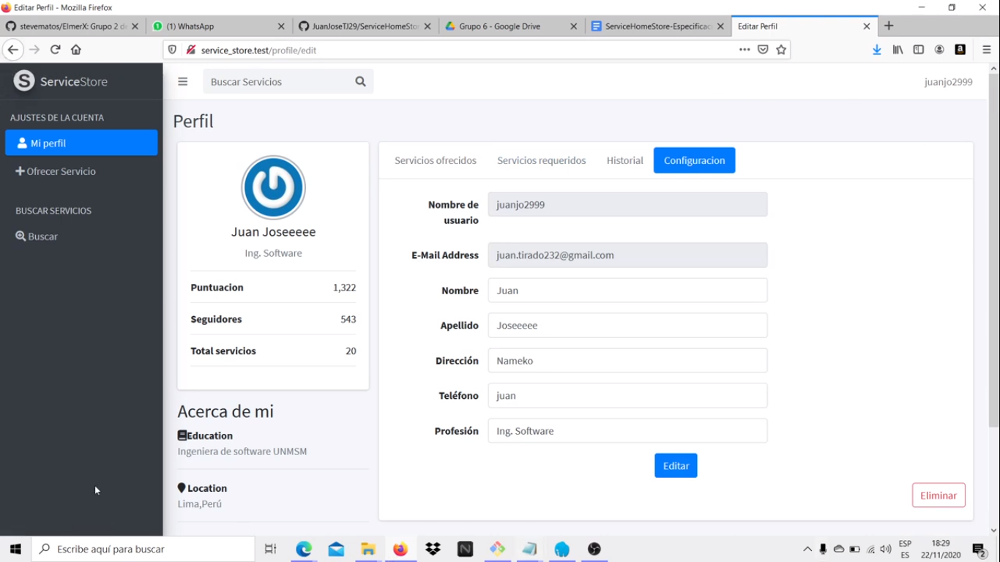 Editar Perfil - Mozilla Firefox
stevematos/ElmerX: Grupo 2 de
(1) WhatsApp
JuanJoseTJ29/ServiceHomeSto
Grupo 6 - Google Drive
ServiceHomeStore-Especificac
Editar Perfil
service_store.test/profile/edit
ServiceStore
Buscar Servicios
juanjo2999
AJUSTES DE LA CUENTA
Mi perfil
Ofrecer Servicio
BUSCAR SERVICIOS
Buscar
Perfil
Juan Joseeeee
Ing. Software
Puntuacion 1,322
Seguidores 543
Total servicios 20
Acerca de mi
Education
Ingeniera de software UNMSM
Location
Lima,Perú
Servicios ofrecidos Servicios requeridos Historial Configuracion
Nombre de usuario juanjo2999
E-Mail Address juan.tirado232@gmail.com
Nombre Juan
Apellido Joseeeee
Dirección Nameko
Teléfono juan
Profesión Ing. Software
Editar
Eliminar
Escribe aquí para buscar
ESP
ES
18:29
22/11/2020
2